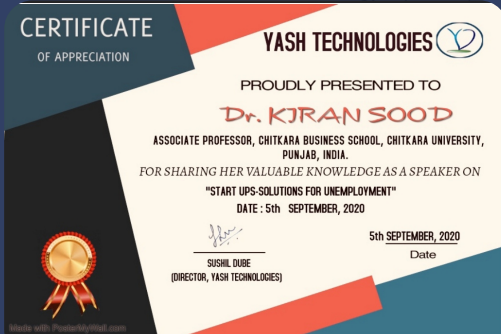 CERTIFICATE
OF APPRECIATION
YASH TECHNOLOGIES
PROUDLY PRESENTED TO
Dr. KIRAN SOOD
ASSOCIATE PROFESSOR, CHITKARA BUSINESS SCHOOL, CHITKARA UNIVERSITY,
PUNJAB, INDIA.
FOR SHARING HER VALUABLE KNOWLEDGE AS A SPEAKER ON
"START UPS-SOLUTIONS FOR UNEMPLOYMENT"
DATE : 5th SEPTEMBER, 2020
SUSHIL DUBE
(DIRECTOR, YASH TECHNOLOGIES)
5th SEPTEMBER, 2020
Date
Made with PosterMyWall.com